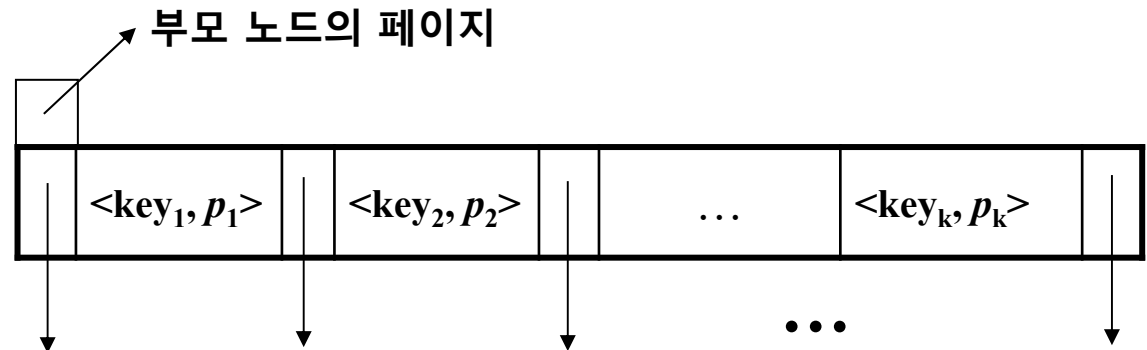 부모 노드의 페이지
<key₁, p₁> <key₂, p₂> … <keyₖ, pₖ>
…